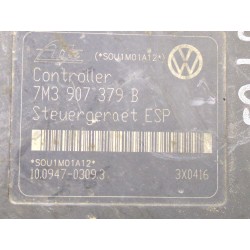 (*SOU1M01A12*)
Controller
7M3 907 379 B
Steuergeraet ESP
*SOU1M01A12*
10.0947-0309.3 3X0416